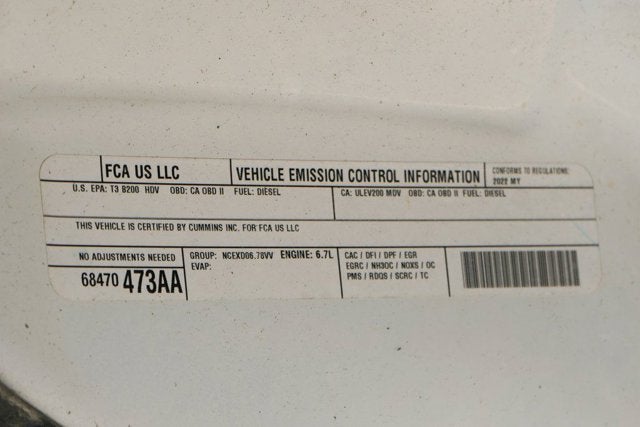 FCA US LLC
VEHICLE EMISSION CONTROL INFORMATION
CONFORMS TO REGULATIONS:
2022 MY
U.S. EPA: T3 B200 HDV OBD: CA OBD II FUEL: DIESEL
CA: ULEV200 MDV OBD: CA OBD II FUEL: DIESEL
THIS VEHICLE IS CERTIFIED BY CUMMINS INC. FOR FCA US LLC
NO ADJUSTMENTS NEEDED
68470 473AA
GROUP: NCEXD06.78VV ENGINE: 6.7L
EVAP:
CAC / DFI / DPF / EGR
EGRC / NH3OC / NOXS / OC
PMS / RDQS / SCRC / TC